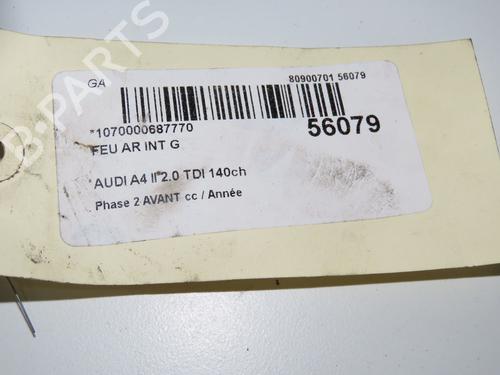 GA 80900701 56079
*1070000687770 56079
FEU AR INT G
AUDI A4 II 2.0 TDI 140ch
Phase 2 AVANT cc / Année
B-PARTS